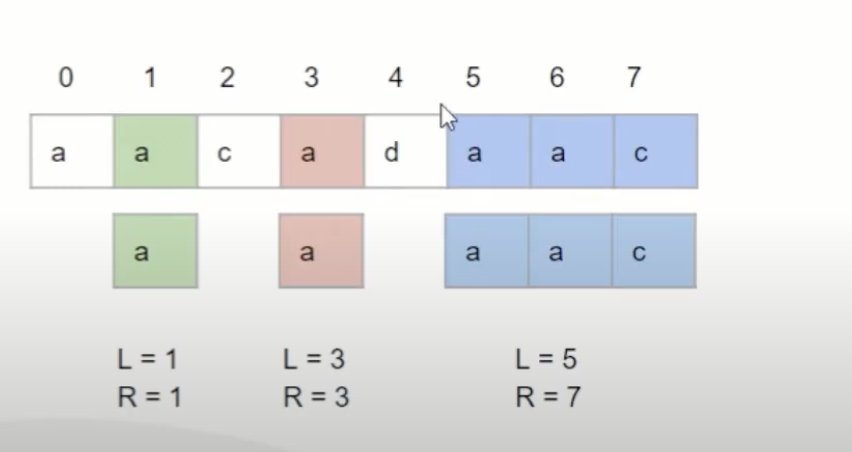 0 1 2 3 4 5 6 7
a a c a d a a c
a a a a c
L = 1 L = 3 L = 5
R = 1 R = 3 R = 7